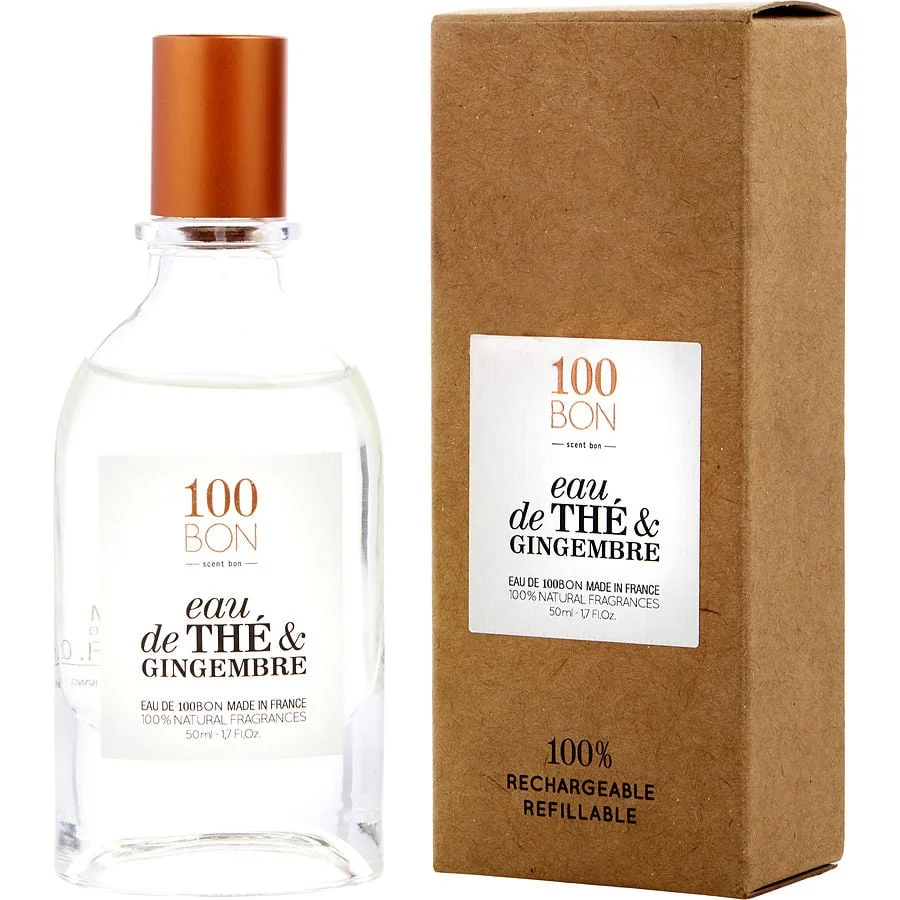 100
BON
scent bon
eau
de THÉ &
GINGEMBRE
EAU DE 100BON MADE IN FRANCE
100% NATURAL FRAGRANCES
50ml - 1,7 Fl.Oz.
100
BON
scent bon
eau
de THÉ &
GINGEMBRE
EAU DE 100BON MADE IN FRANCE
100% NATURAL FRAGRANCES
50ml - 1,7 Fl.Oz.
100%
RECHARGEABLE
REFILLABLE